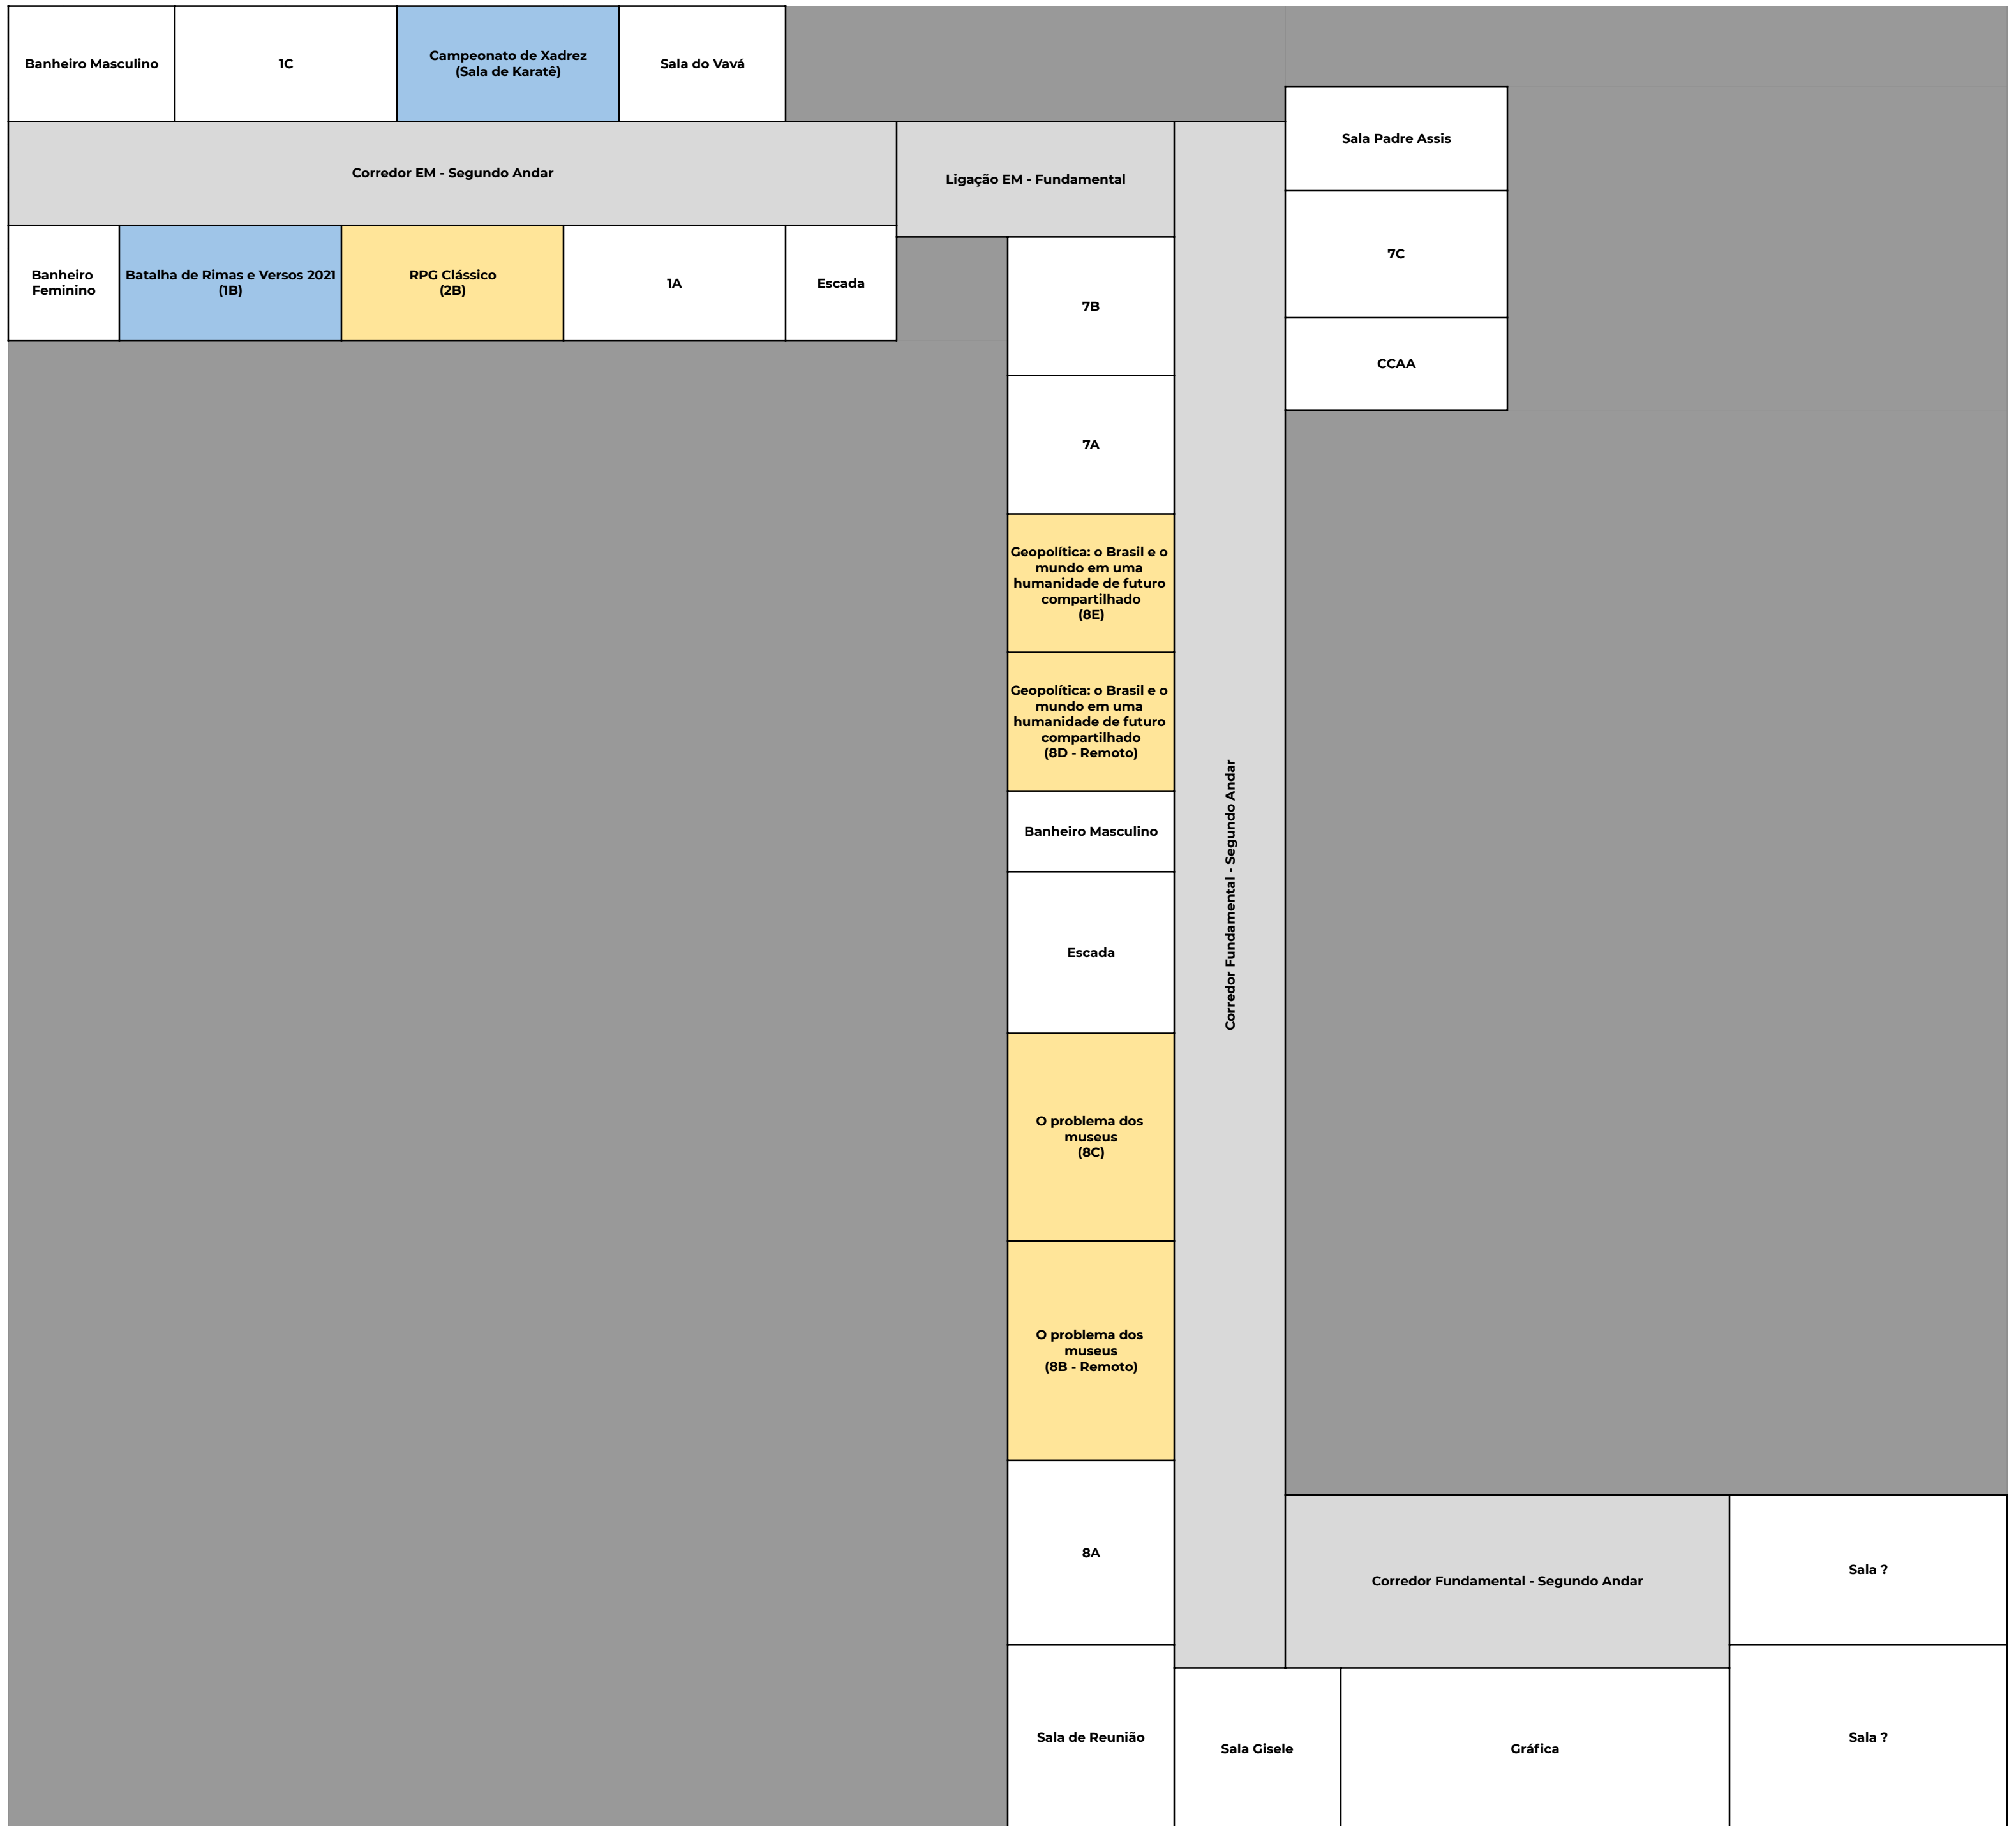 Banheiro Masculino
1C
Campeonato de Xadrez
(Sala de Karatê)
Sala do Vavá
Sala Padre Assis
Corredor EM - Segundo Andar
Ligação EM - Fundamental
7C
Banheiro
Feminino
Batalha de Rimas e Versos 2021
(1B)
RPG Clássico
(2B)
1A
Escada
7B
CCAA
7A
Geopolítica: o Brasil e o
mundo em uma
humanidade de futuro
compartilhado
(8E)
Geopolítica: o Brasil e o
mundo em uma
humanidade de futuro
compartilhado
(8D - Remoto)
Banheiro Masculino
Corredor Fundamental - Segundo Andar
Escada
O problema dos
museus
(8C)
O problema dos
museus
(8B - Remoto)
8A
Corredor Fundamental - Segundo Andar
Sala ?
Sala de Reunião
Sala Gisele
Gráfica
Sala ?